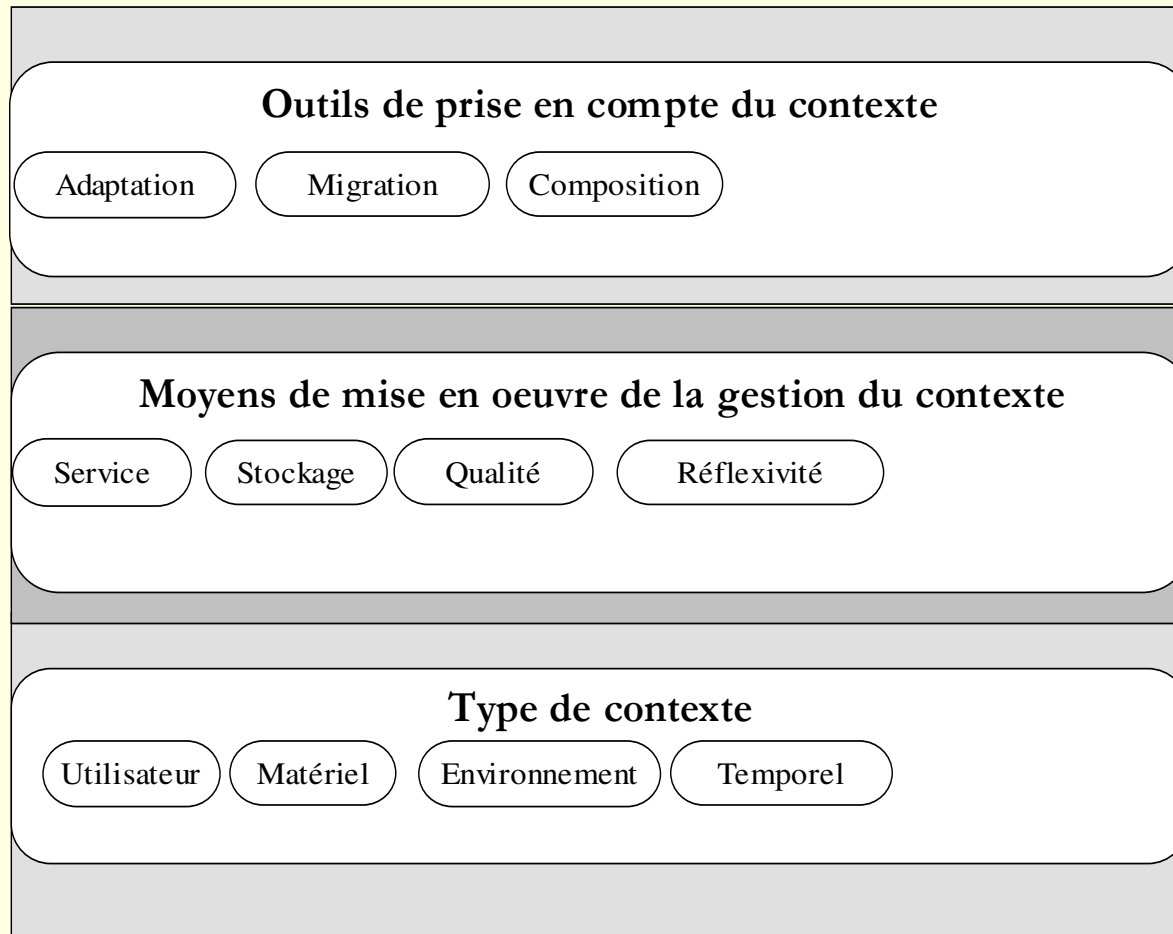 Outils de prise en compte du contexte
Adaptation Migration Composition
Moyens de mise en oeuvre de la gestion du contexte
Service Stockage Qualité Réflexivité
Type de contexte
Utilisateur Matériel Environnement Temporel